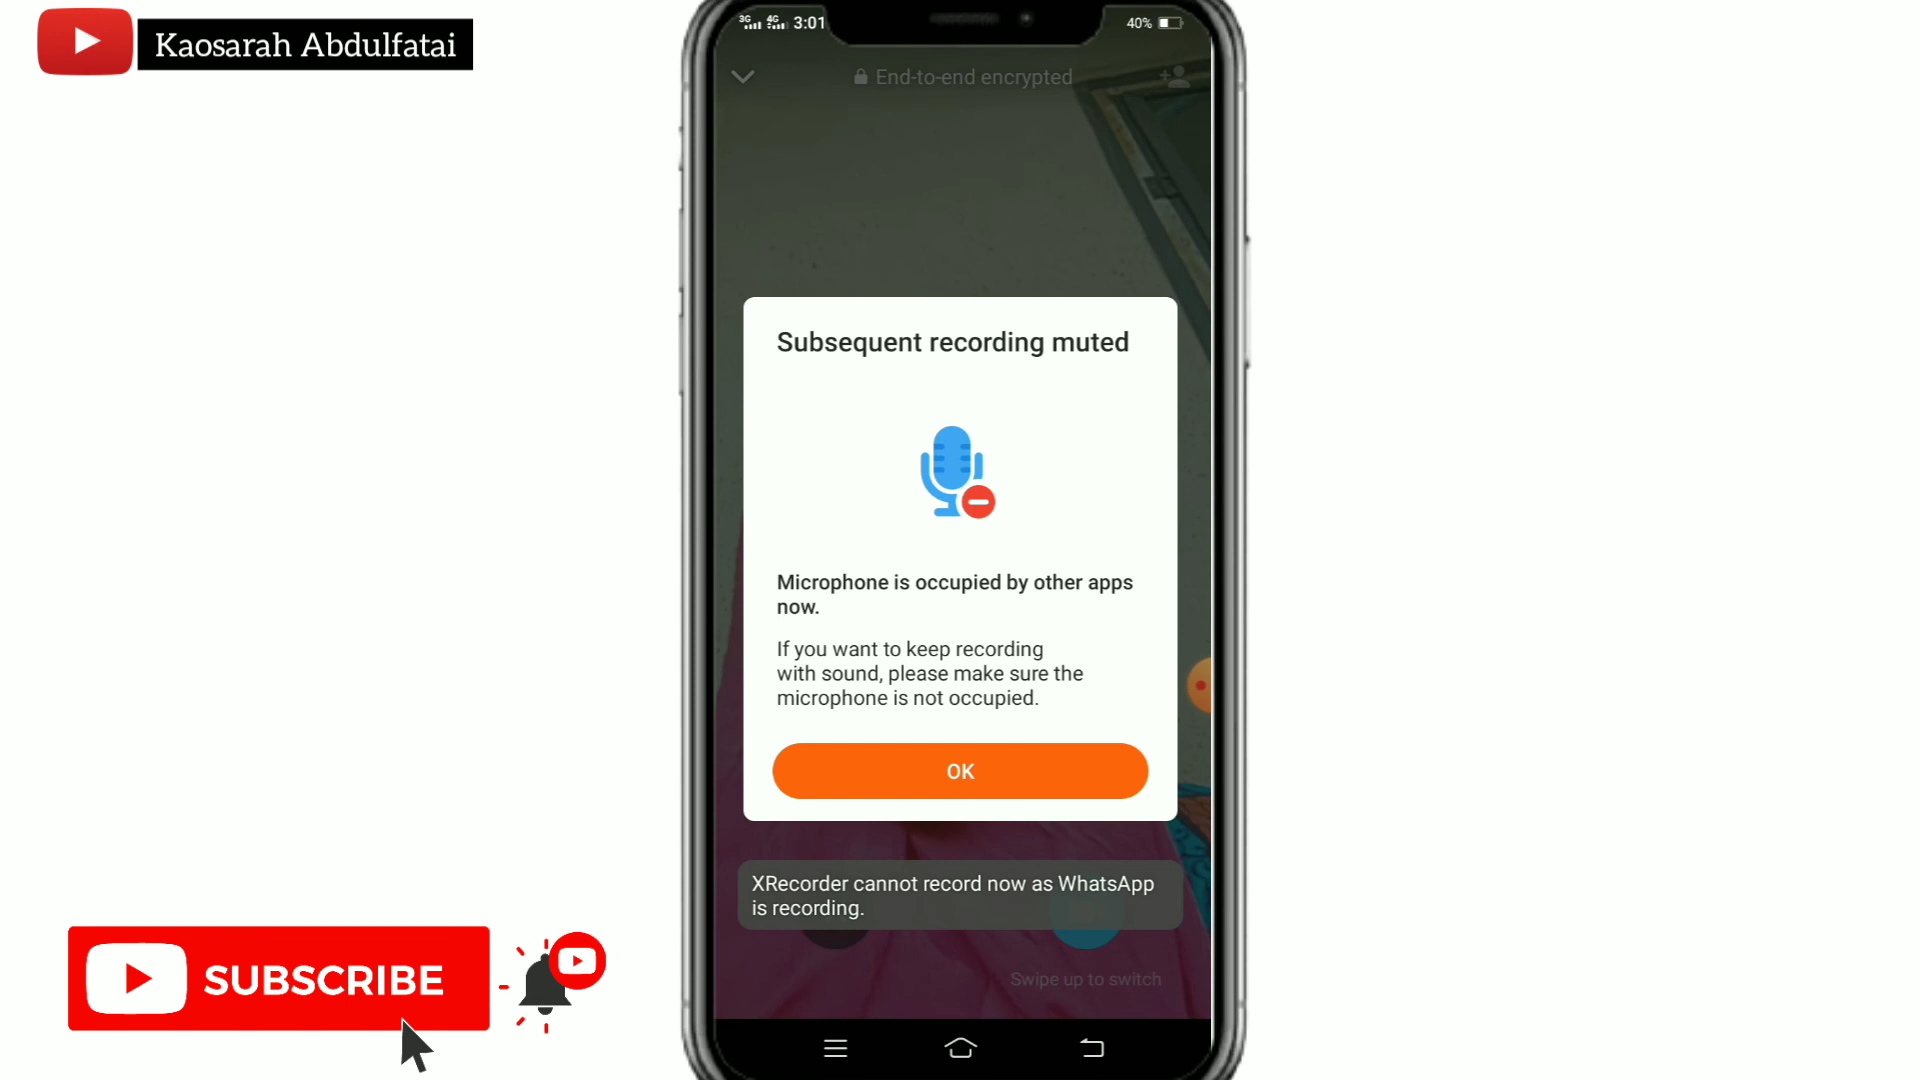 Kaosarah Abdulfatai
3G 4G 3:01
40%
End-to-end encrypted
Subsequent recording muted
Microphone is occupied by other apps
now.
If you want to keep recording
with sound, please make sure the
microphone is not occupied.
OK
XRecorder cannot record now as WhatsApp
is recording.
Swipe up to switch
SUBSCRIBE